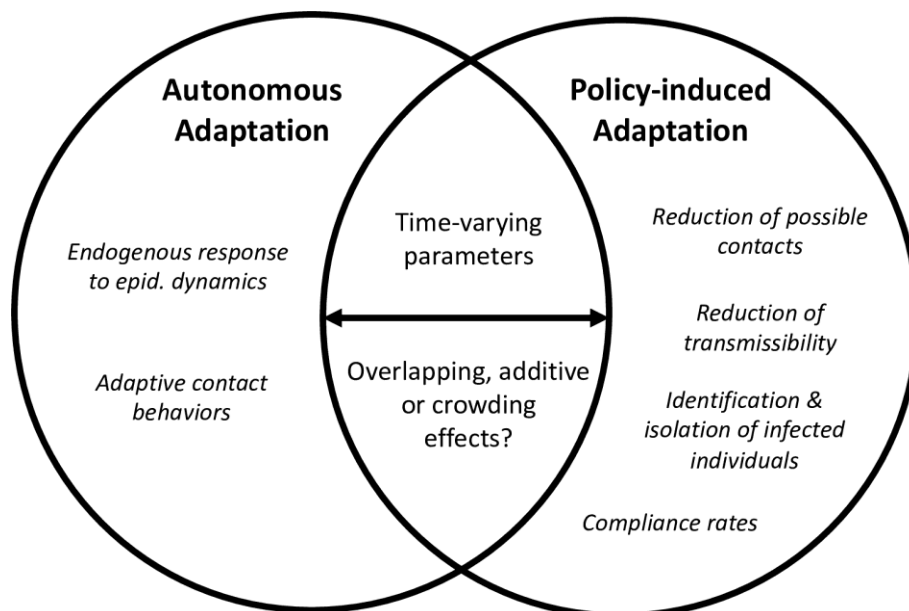 Autonomous
Adaptation
Endogenous response
to epid. dynamics
Adaptive contact
behaviors
Time-varying
parameters
Overlapping, additive
or crowding
effects?
Policy-induced
Adaptation
Reduction of possible
contacts
Reduction of
transmissibility
Identification &
isolation of infected
individuals
Compliance rates